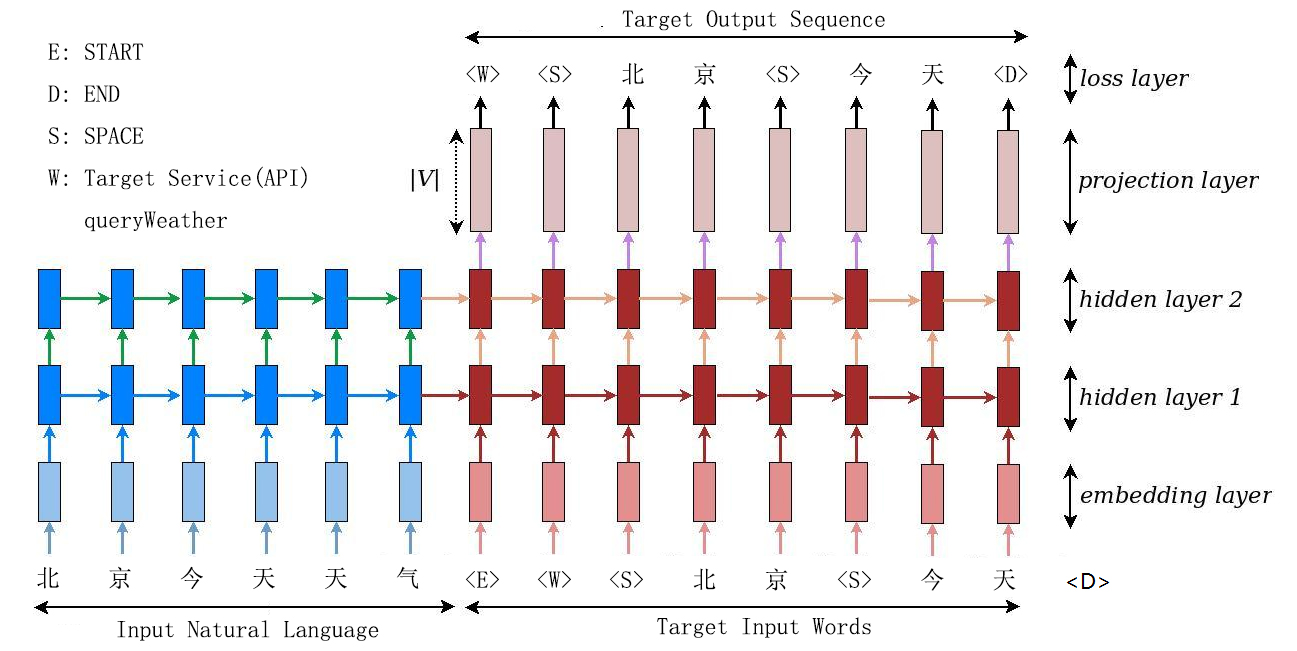 Target Output Sequence
E: START
D: END
S: SPACE
W: Target Service(API)
queryWeather
<W> <S> 北 京 <S> 今 天 <D>
loss layer
|V|
projection layer
hidden layer 2
hidden layer 1
embedding layer
北 京 今 天 天 气 <E> <W> <S> 北 京 <S> 今 天 <D>
Input Natural Language
Target Input Words